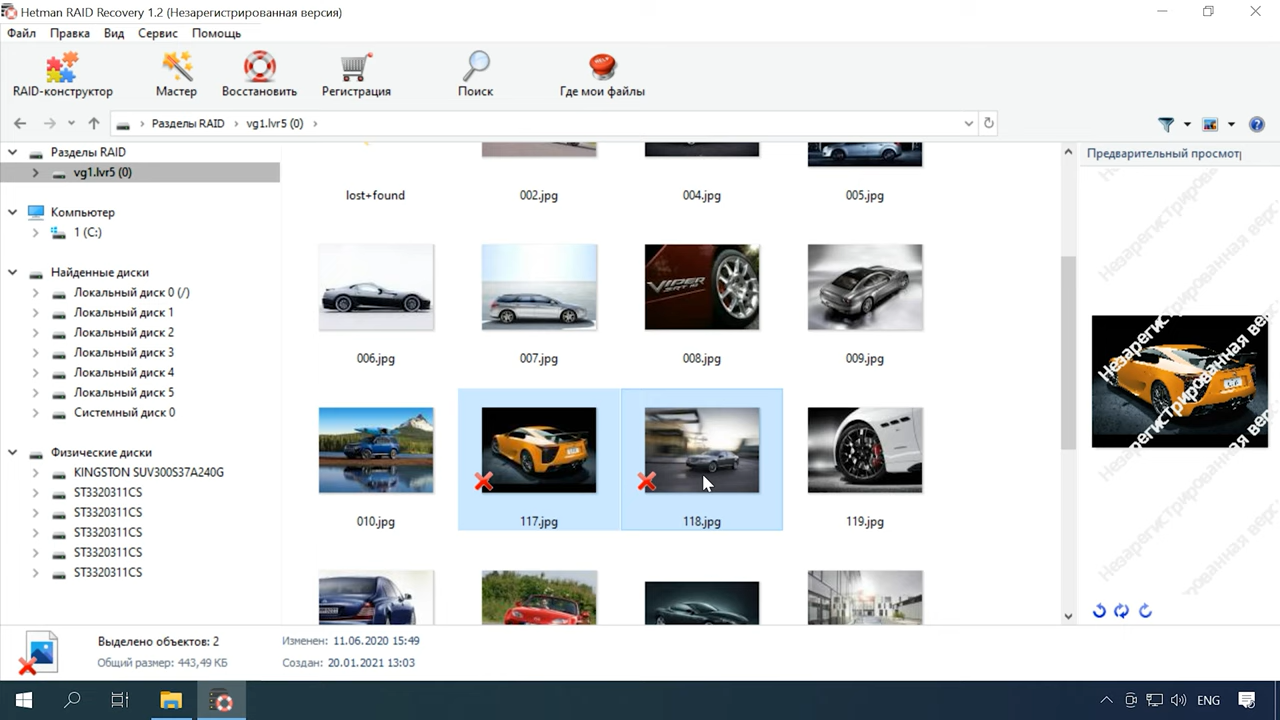 Hetman RAID Recovery 1.2 (Незарегистрированная версия)
Файл Правка Вид Сервис Помощь
RAID-конструктор Мастер Восстановить Регистрация Поиск Где мои файлы
Разделы RAID vg1.lvr5 (0)
Разделы RAID
vg1.lvr5 (0)
Компьютер
1 (C:)
Найденные диски
Локальный диск 0 (/)
Локальный диск 1
Локальный диск 2
Локальный диск 3
Локальный диск 4
Локальный диск 5
Системный диск 0
Физические диски
KINGSTON SUV300S37A240G
ST3320311CS
ST3320311CS
ST3320311CS
ST3320311CS
ST3320311CS
lost+found 002.jpg 004.jpg 005.jpg
006.jpg 007.jpg 008.jpg 009.jpg
VIPER
SRT10
010.jpg 117.jpg 118.jpg 119.jpg
Предварительный просмотр
Незарегистрированная верс
Незарегистрированная верс
Выделено объектов: 2
Общий размер: 443,49 КБ
Изменен: 11.06.2020 15:49
Создан: 20.01.2021 13:03
ENG